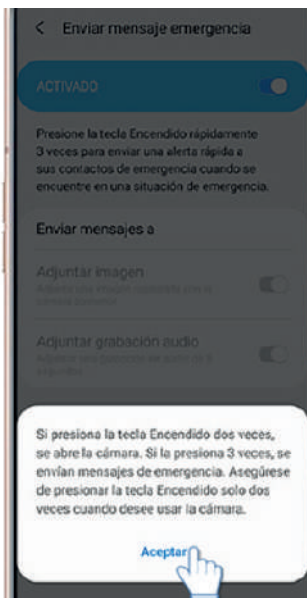 Enviar mensaje emergencia
ACTIVADO
Presione la tecla Encendido rápidamente
3 veces para enviar una alerta rápida a
sus contactos de emergencia cuando se
encuentre en una situación de emergencia.
Enviar mensajes a
Adjuntar imagen
Adjuntar grabación audio
Si presiona la tecla Encendido dos veces,
se abre la cámara. Si la presiona 3 veces, se
envían mensajes de emergencia. Asegúrese
de presionar la tecla Encendido solo dos
veces cuando desee usar la cámara.
Aceptar